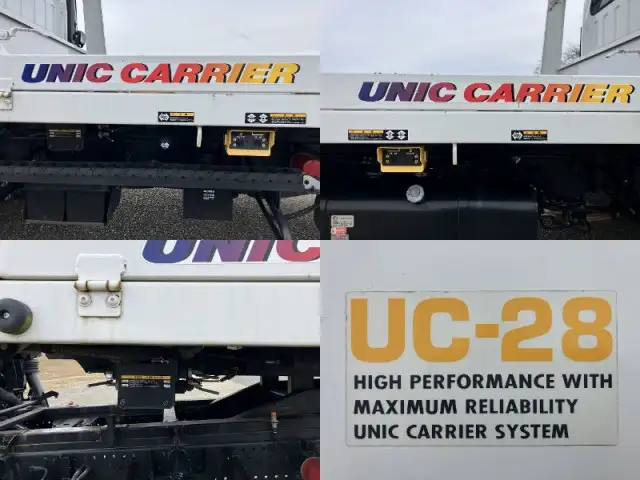 UNIC CARRIER
UNIC CARRIER
UNIC
UC-28
HIGH PERFORMANCE WITH
MAXIMUM RELIABILITY
UNIC CARRIER SYSTEM